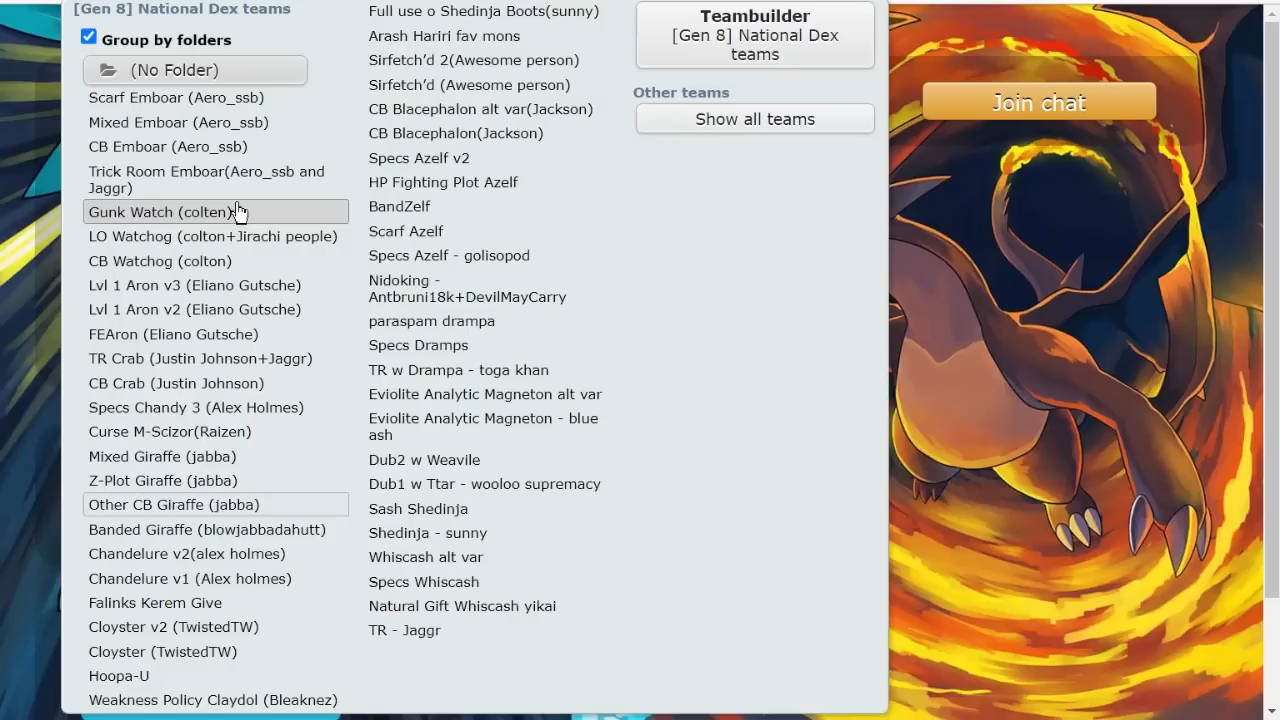 [Gen 8] National Dex teams
Group by folders
(No Folder)
Scarf Emboar (Aero_ssb)
Mixed Emboar (Aero_ssb)
CB Emboar (Aero_ssb)
Trick Room Emboar(Aero_ssb and
Jaggr)
Gunk Watch (colten)
LO Watchog (colton+Jirachi people)
CB Watchog (colton)
Lvl 1 Aron v3 (Eliano Gutsche)
Lvl 1 Aron v2 (Eliano Gutsche)
FEAron (Eliano Gutsche)
TR Crab (Justin Johnson+Jaggr)
CB Crab (Justin Johnson)
Specs Chandy 3 (Alex Holmes)
Curse M-Scizor(Raizen)
Mixed Giraffe (jabba)
Z-Plot Giraffe (jabba)
Other CB Giraffe (jabba)
Banded Giraffe (blowjabbadahutt)
Chandelure v2(alex holmes)
Chandelure v1 (Alex holmes)
Falinks Kerem Give
Cloyster v2 (TwistedTW)
Cloyster (TwistedTW)
Hoopa-U
Weakness Policy Claydol (Bleaknez)
Full use o Shedinja Boots(sunny)
Arash Hariri fav mons
Sirfetch’d 2(Awesome person)
Sirfetch’d (Awesome person)
CB Blacephalon alt var(Jackson)
CB Blacephalon(Jackson)
Specs Azelf v2
HP Fighting Plot Azelf
BandZelf
Scarf Azelf
Specs Azelf - golisopod
Nidoking -
Antbruni18k+DevilMayCarry
paraspam drampa
Specs Dramps
TR w Drampa - toga khan
Eviolite Analytic Magneton alt var
Eviolite Analytic Magneton - blue
ash
Dub2 w Weavile
Dub1 w Ttar - wooloo supremacy
Sash Shedinja
Shedinja - sunny
Whiscash alt var
Specs Whiscash
Natural Gift Whiscash yikai
TR - Jaggr
Teambuilder
[Gen 8] National Dex
teams
Other teams
Show all teams
Join chat